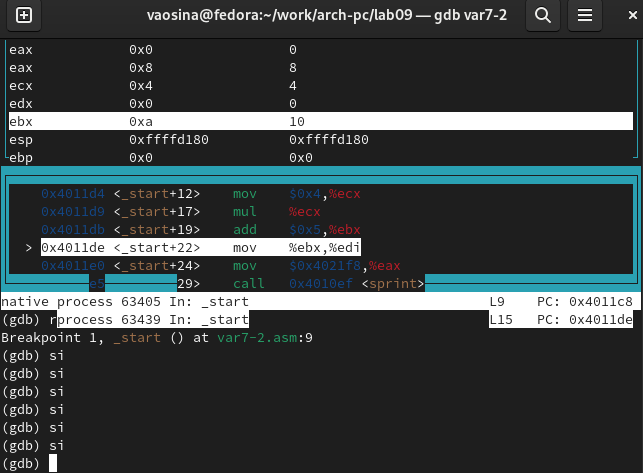 vaosina@fedora:~/work/arch-pc/lab09 — gdb var7-2
eax 0x0 0
eax 0x8 8
ecx 0x4 4
edx 0x0 0
ebx 0xa 10
esp 0xffffd180 0xffffd180
ebp 0x0 0x0
0x4011d4 <_start+12> mov $0x4,%ecx
0x4011d9 <_start+17> mul %ecx
0x4011db <_start+19> add $0x5,%ebx
> 0x4011de <_start+22> mov %ebx,%edi
0x4011e0 <_start+24> mov $0x4021f8,%eax
e5 29> call 0x4010ef <sprint>
native process 63405 In: _start L9 PC: 0x4011c8
(gdb) rprocess 63439 In: _start L15 PC: 0x4011de
Breakpoint 1, _start () at var7-2.asm:9
(gdb) si
(gdb) si
(gdb) si
(gdb) si
(gdb) si
(gdb) si
(gdb)